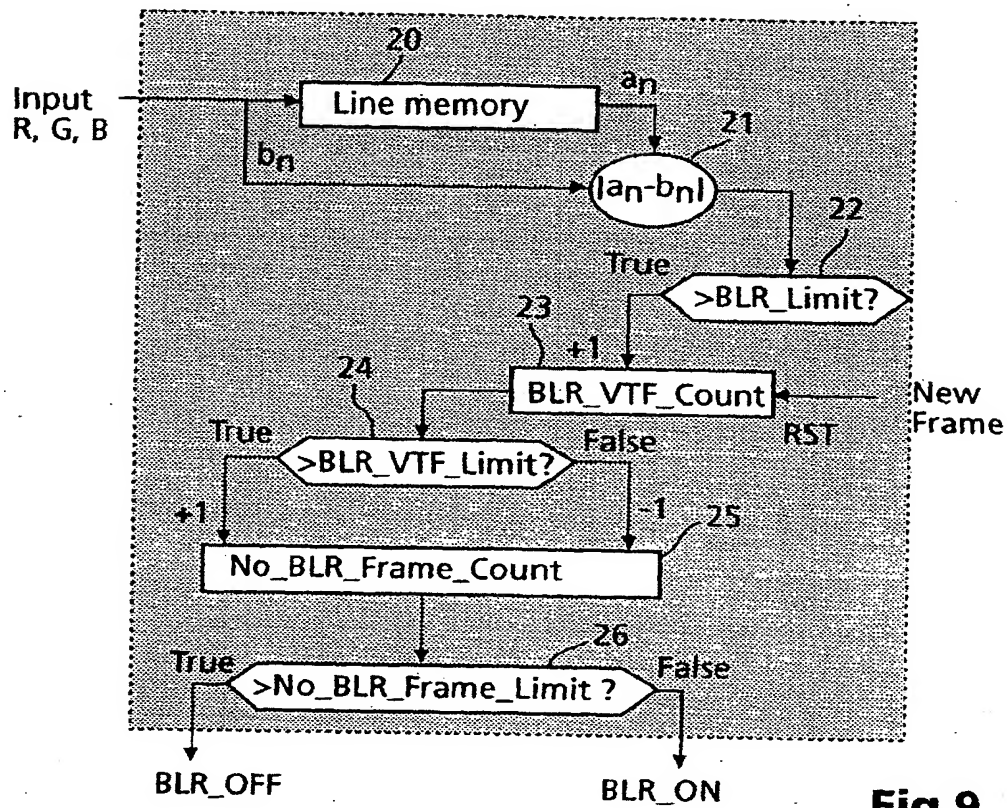 20
Input
R, G, B
Line memory
an
21
bn
|an-bn|
22
True
>BLR_Limit?
23
+1
24
BLR_VTF_Count
New
Frame
RST
True
False
>BLR_VTF_Limit?
+1
-1
25
No_BLR_Frame_Count
26
True
False
>No_BLR_Frame_Limit ?
BLR_OFF
BLR_ON
Fig.9